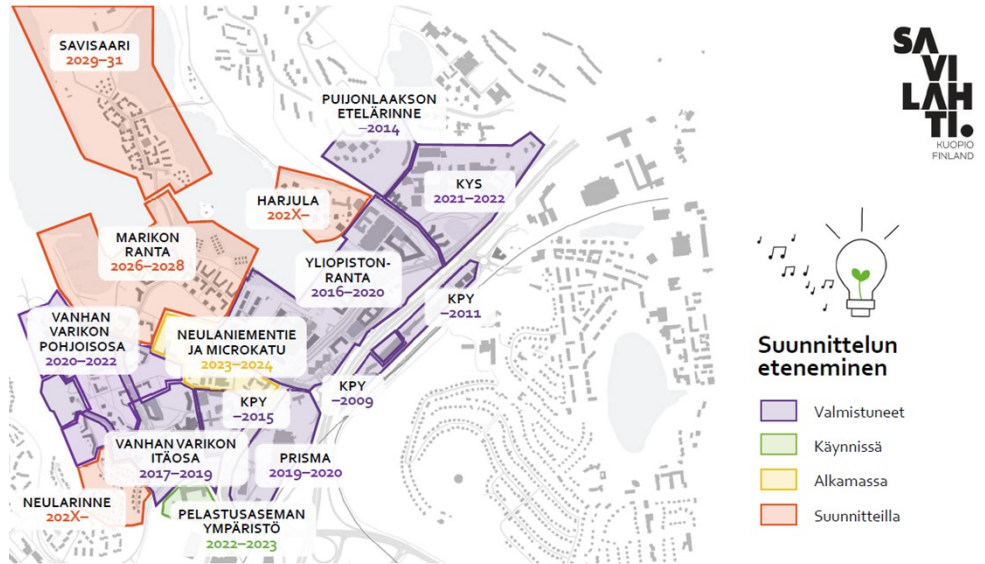 SAVISAARI
2029–31
PUIJONLAAKSON
ETELÄRINNE
–2014
KYS
2021–2022
HARJULA
202X–
MARIKON
RANTA
2026–2028
YLIOPISTON-
RANTA
2016–2020
KPY
–2011
VANHAN
VARIKON
POHJOISOSA
2020–2022
NEULANIEMENTIE
JA MICROKATU
2023–2024
KPY
–2009
KPY
–2015
VANHAN VARIKON
ITÄOSA
2017–2019
PRISMA
2019–2020
NEULARINNE
202X–
PELASTUSASEMAN
YMPÄRISTÖ
2022–2023
SA
VI
LAH
TI.
KUOPIO
FINLAND
Suunnittelun
eteneminen
Valmistuneet
Käynnissä
Alkamassa
Suunnitteilla